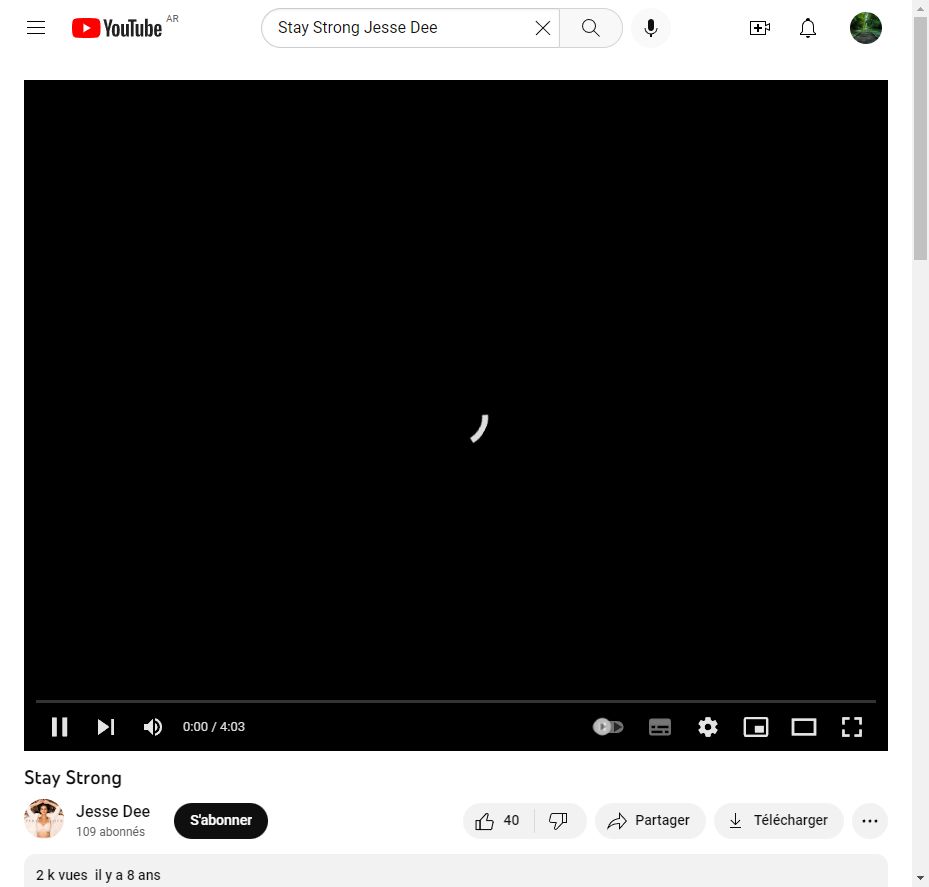 YouTube AR
Stay Strong Jesse Dee
0:00 / 4:03
Stay Strong
Jesse Dee
109 abonnés
S'abonner
40
Partager
Télécharger
2 k vues il y a 8 ans